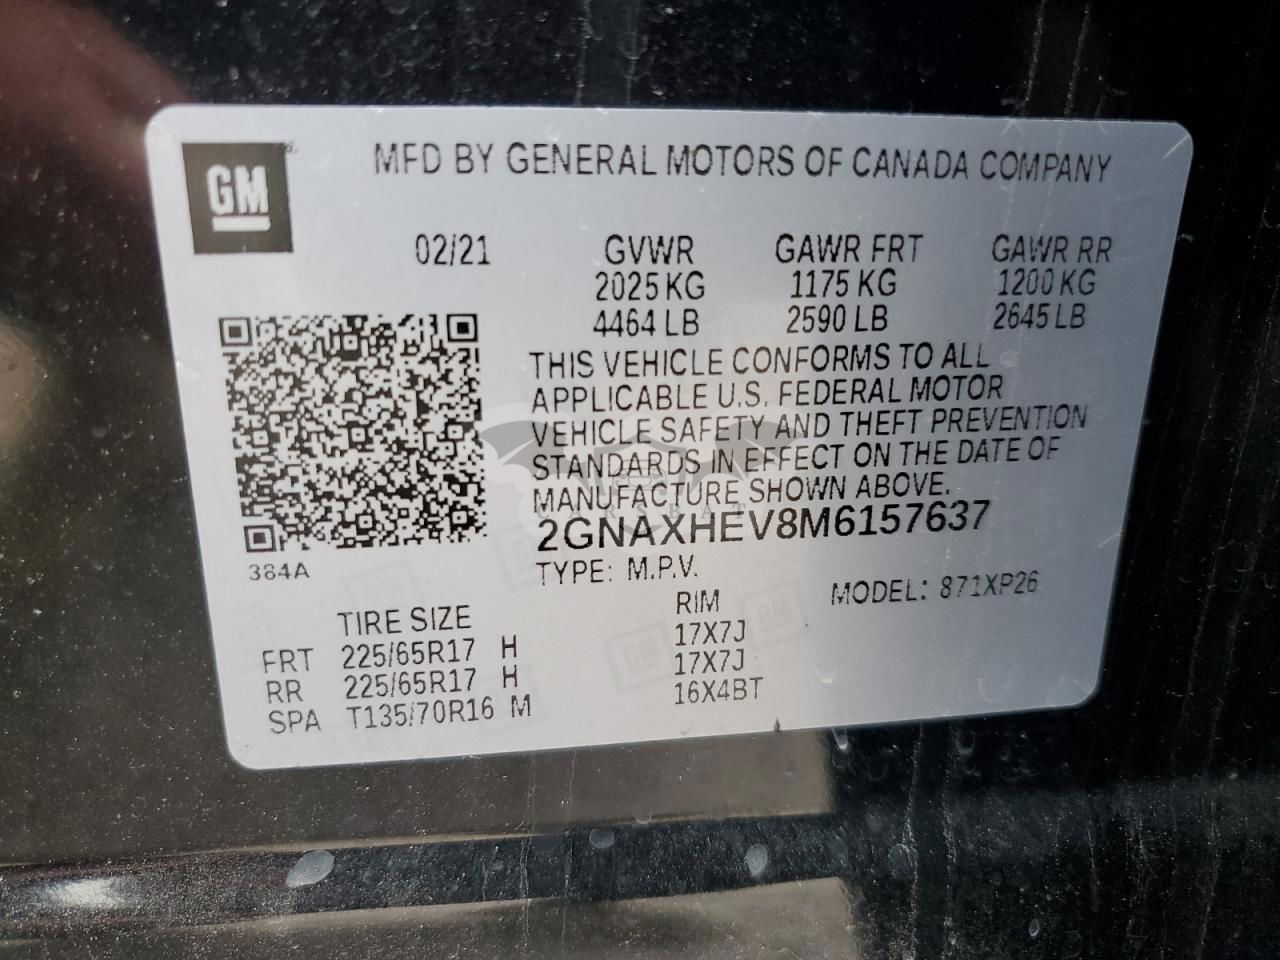 GM
MFD BY GENERAL MOTORS OF CANADA COMPANY
02/21 GVWR GAWR FRT GAWR RR
2025 KG 1175 KG 1200 KG
4464 LB 2590 LB 2645 LB
THIS VEHICLE CONFORMS TO ALL
APPLICABLE U.S. FEDERAL MOTOR
VEHICLE SAFETY AND THEFT PREVENTION
STANDARDS IN EFFECT ON THE DATE OF
MANUFACTURE SHOWN ABOVE.
2GNAXHEV8M6157637
384A
TYPE: M.P.V. MODEL: 871XP26
TIRE SIZE RIM
FRT 225/65R17 H 17X7J
RR 225/65R17 H 17X7J
SPA T135/70R16 M 16X4BT